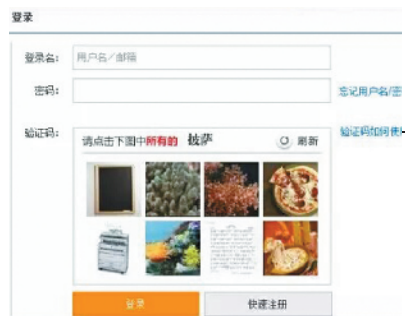 登录
登录名: 用户名/邮箱
密码: 忘记用户名/密
验证码: 请点击下图中所有的 披萨 刷新 验证码如何使
登录 快速注册